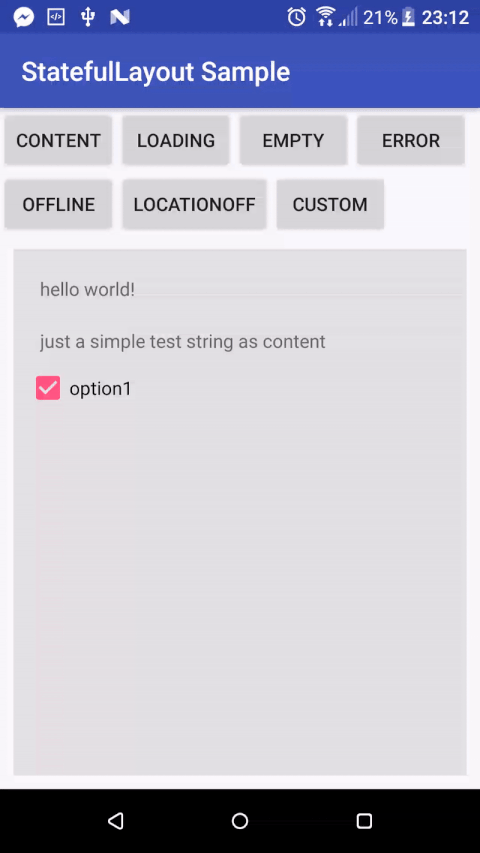 21% 23:12
StatefulLayout Sample
CONTENT LOADING EMPTY ERROR
OFFLINE LOCATIONOFF CUSTOM
hello world!
just a simple test string as content
option1